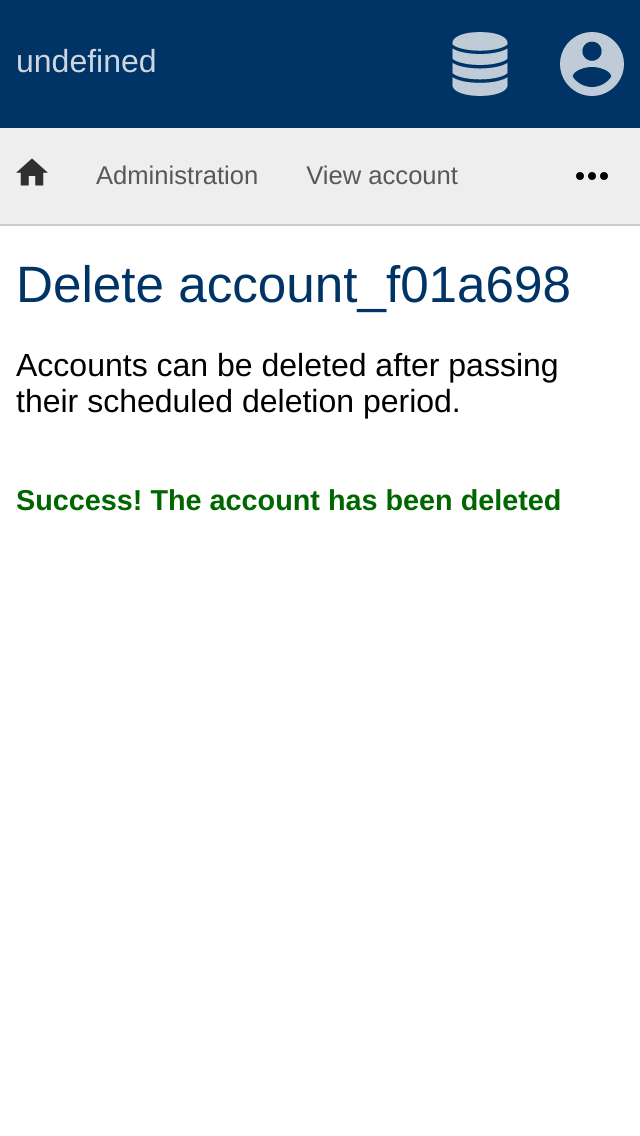 undefined
Administration View account
Delete account_f01a698
Accounts can be deleted after passing
their scheduled deletion period.
Success! The account has been deleted